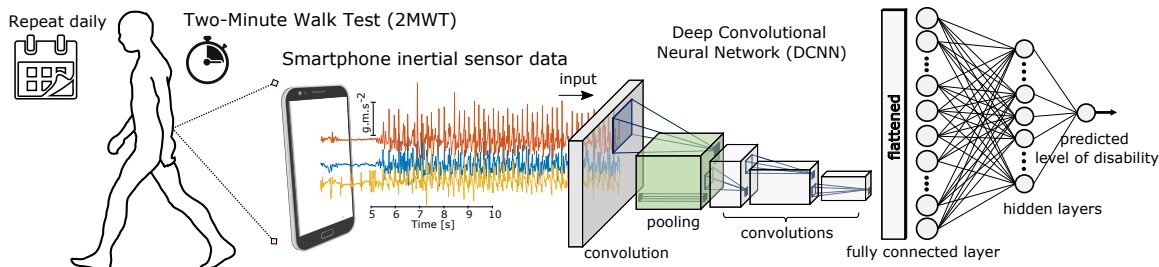 Repeat daily
Two-Minute Walk Test (2MWT)
Smartphone inertial sensor data
g.m.s-2
5 6 7 8 9 10
Time [s]
input
Deep Convolutional
Neural Network (DCNN)
convolution
pooling
convolutions
flattened
fully connected layer
hidden layers
predicted
level of disability